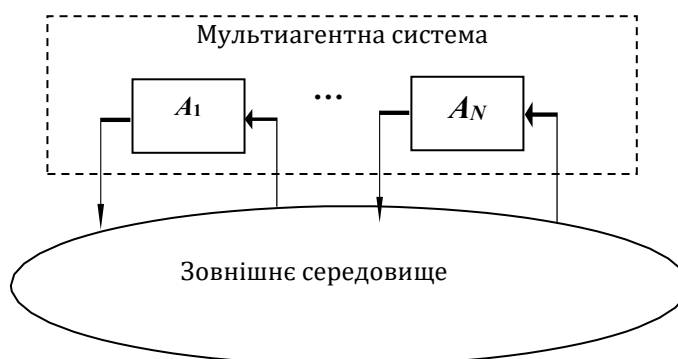 Мультиагентна система
A1 ... AN
Зовнішнє середовище